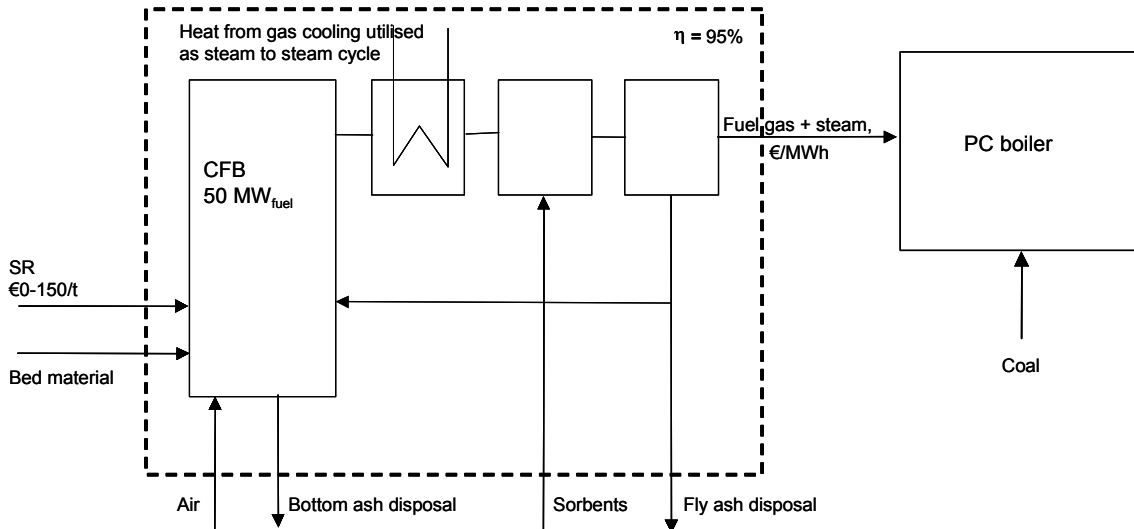 Heat from gas cooling utilised
as steam to steam cycle
η = 95%
CFB
50 MWfuel
Fuel gas + steam,
€/MWh
PC boiler
SR
€0-150/t
Bed material
Coal
Air
Bottom ash disposal
Sorbents
Fly ash disposal